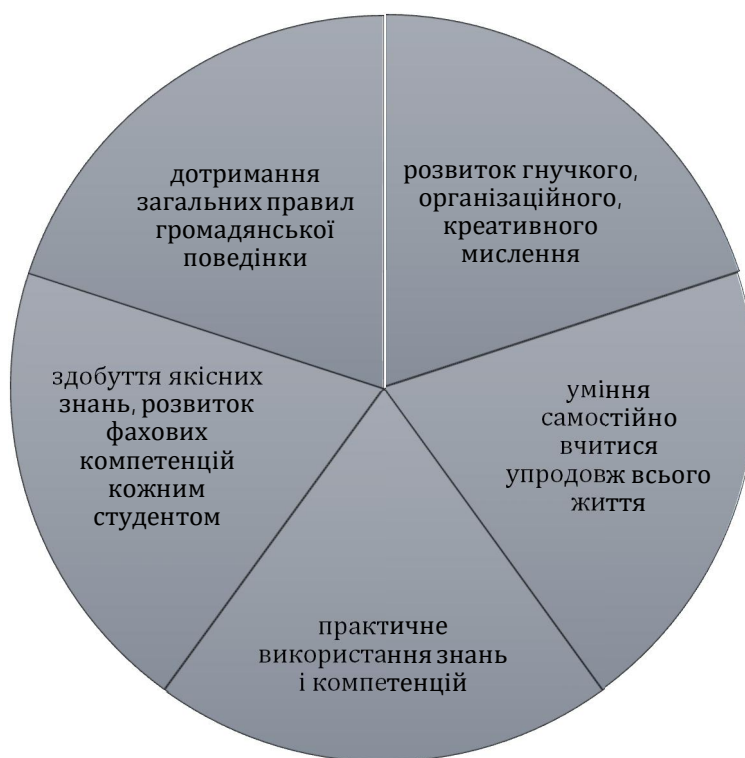 дотримання
загальних правил
громадянської
поведінки
розвиток гнучкого,
організаційного,
креативного
мислення
здобуття якісних
знань, розвиток
фахових
компетенцій
кожним
студентом
уміння
самостійно
вчитися
упродовж всього
життя
практичне
використання знань
і компетенцій